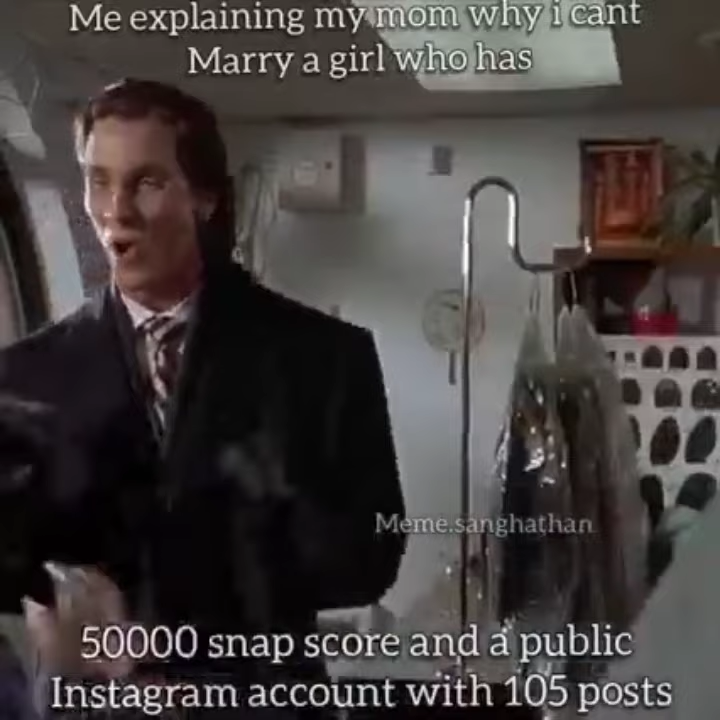 Me explaining my mom why i cant
Marry a girl who has
Meme.sanghathan
50000 snap score and a public
Instagram account with 105 posts